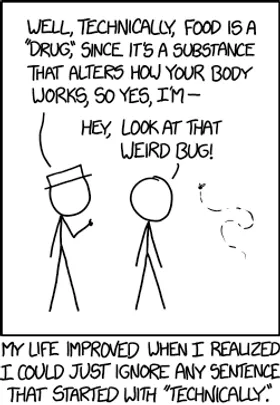 WELL, TECHNICALLY, FOOD IS A
"DRUG," SINCE IT'S A SUBSTANCE
THAT ALTERS HOW YOUR BODY
WORKS, SO YES, I'M—
HEY, LOOK AT THAT
WEIRD BUG!
MY LIFE IMPROVED WHEN I REALIZED
I COULD JUST IGNORE ANY SENTENCE
THAT STARTED WITH "TECHNICALLY."